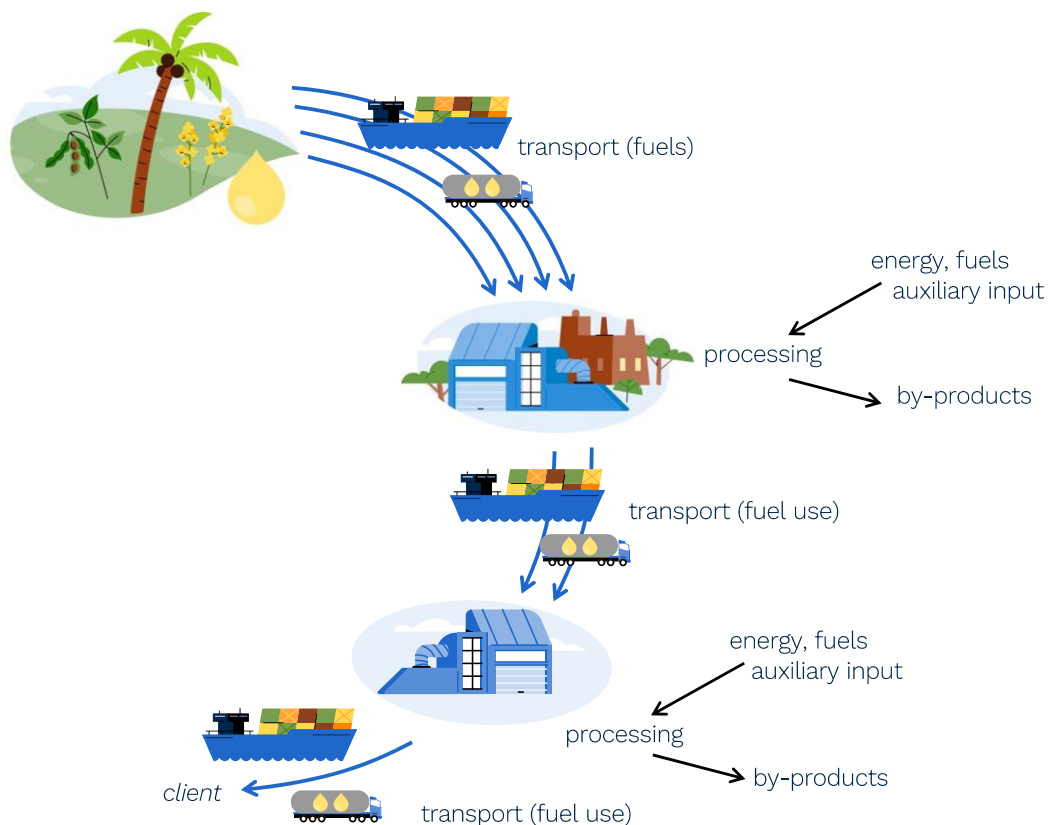 transport (fuels)
energy, fuels
auxiliary input
processing
by-products
transport (fuel use)
energy, fuels
auxiliary input
processing
by-products
client
transport (fuel use)